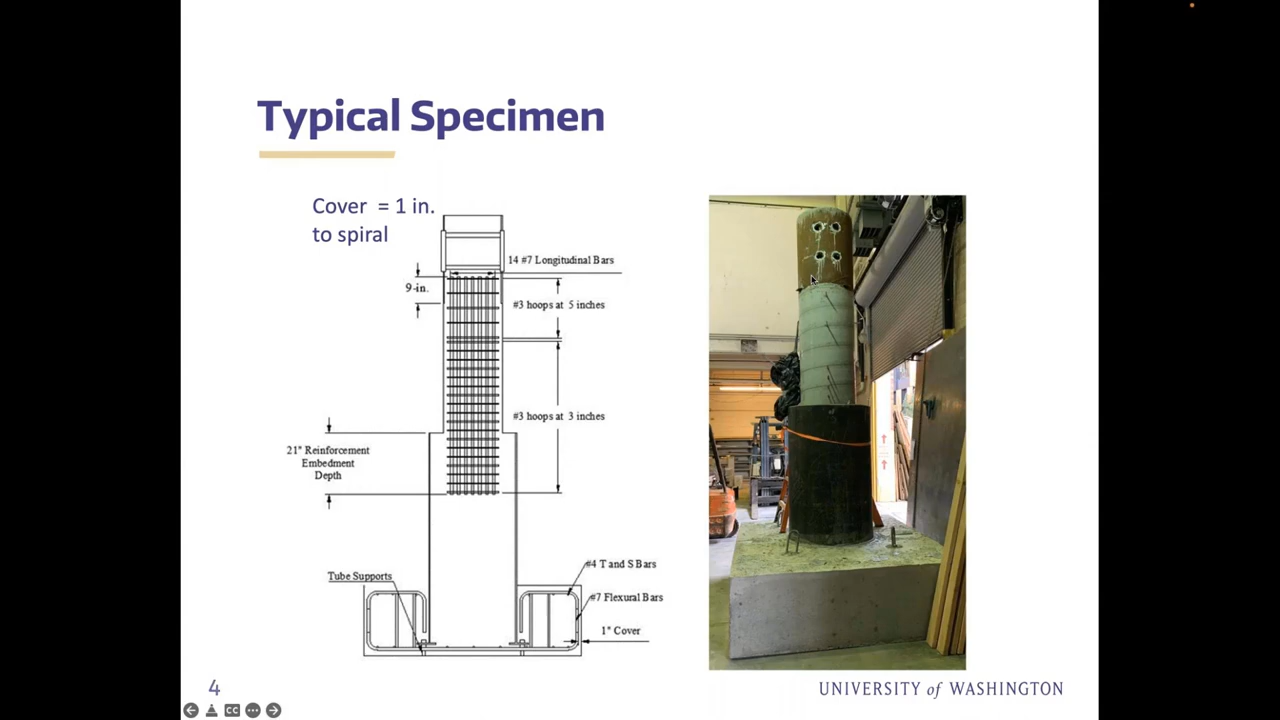 Typical Specimen
Cover = 1 in.
to spiral
14 #7 Longitudinal Bars
9-in.
#3 hoops at 5 inches
#3 hoops at 3 inches
21" Reinforcement
Embedment
Depth
#4 T and S Bars
Tube Supports
#7 Flexural Bars
1" Cover
4
UNIVERSITY of WASHINGTON
CC